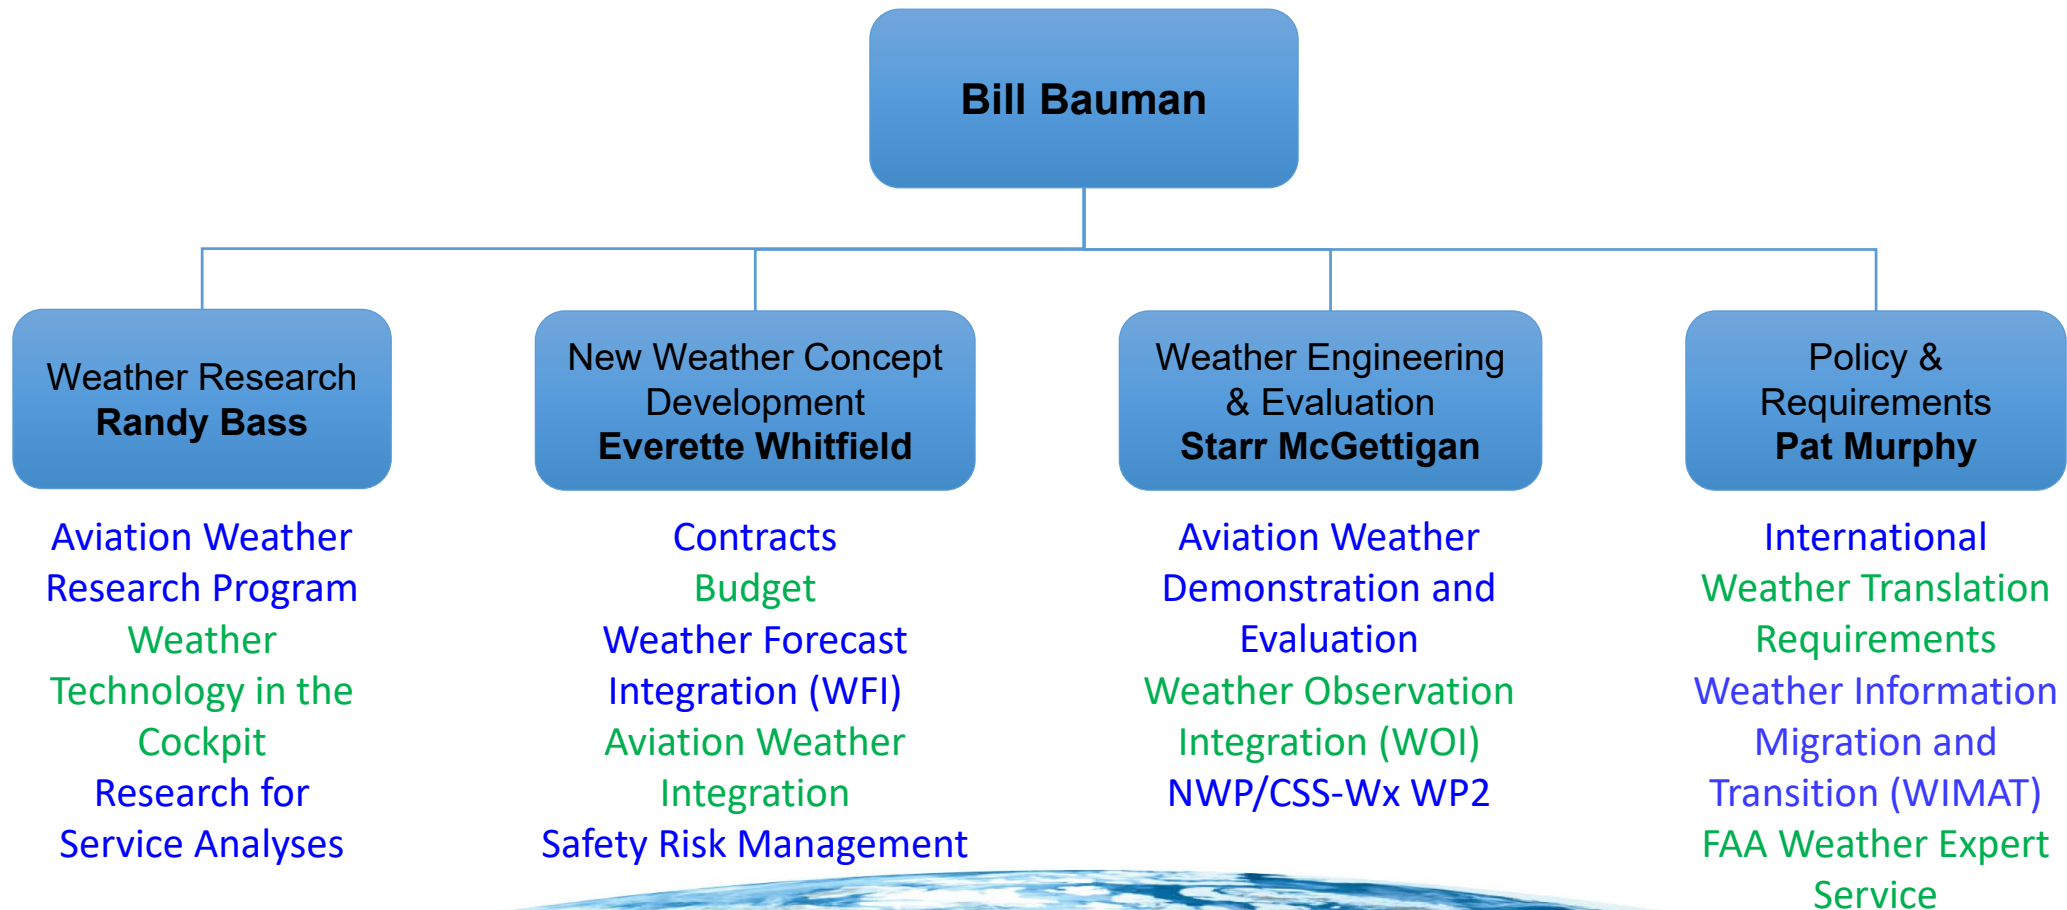 Bill Bauman
Weather Research
Randy Bass
New Weather Concept
Development
Everette Whitfield
Weather Engineering
& Evaluation
Starr McGettigan
Policy &
Requirements
Pat Murphy
Aviation Weather
Research Program
Weather
Technology in the
Cockpit
Research for
Service Analyses
Contracts
Budget
Weather Forecast
Integration (WFI)
Aviation Weather
Integration
Safety Risk Management
Aviation Weather
Demonstration and
Evaluation
Weather Observation
Integration (WOI)
NWP/CSS-Wx WP2
International
Weather Translation
Requirements
Weather Information
Migration and
Transition (WIMAT)
FAA Weather Expert
Service